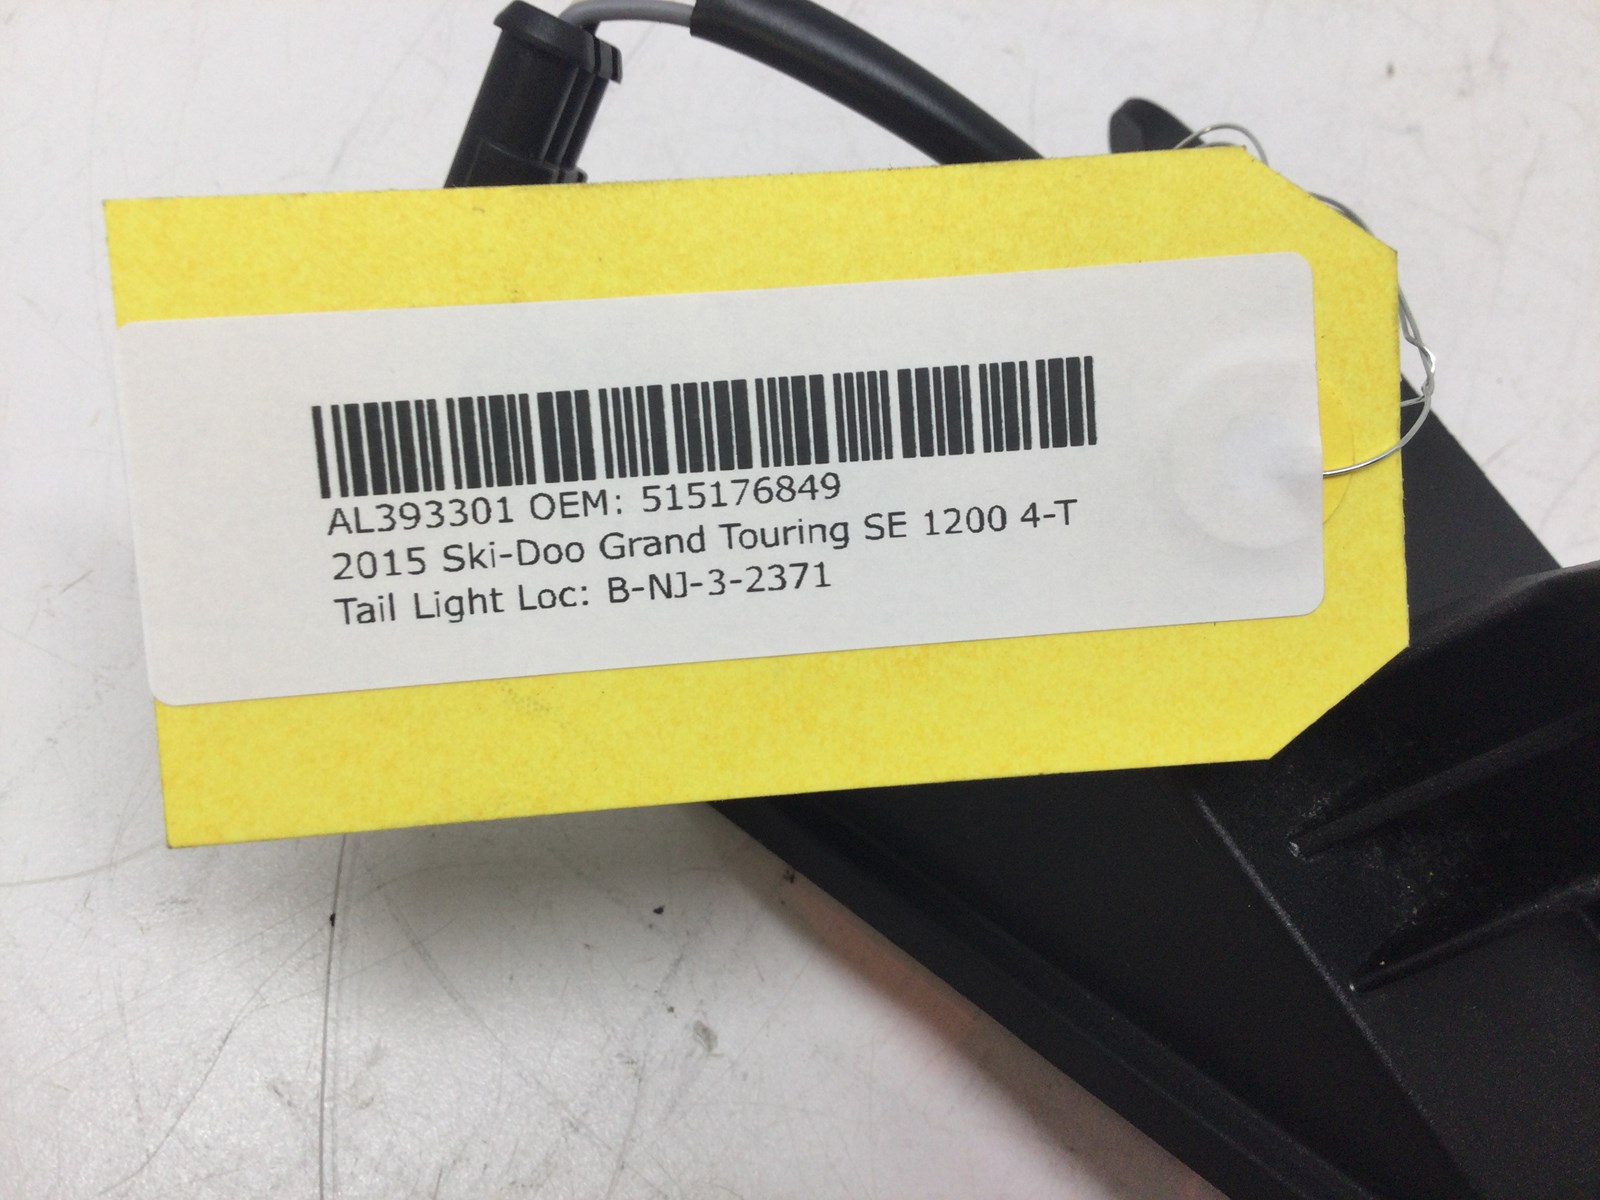 AL393301 OEM: 515176849
2015 Ski-Doo Grand Touring SE 1200 4-T
Tail Light Loc: B-NJ-3-2371